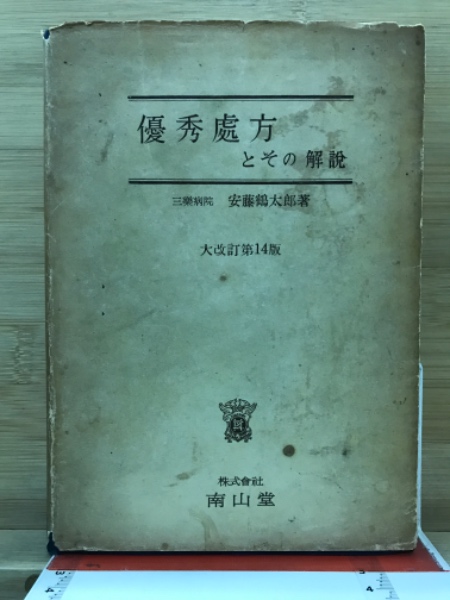 優秀處方
とその解說
三樂病院 安藤鶴太郎著
大改訂第14版
株式會社
南山堂